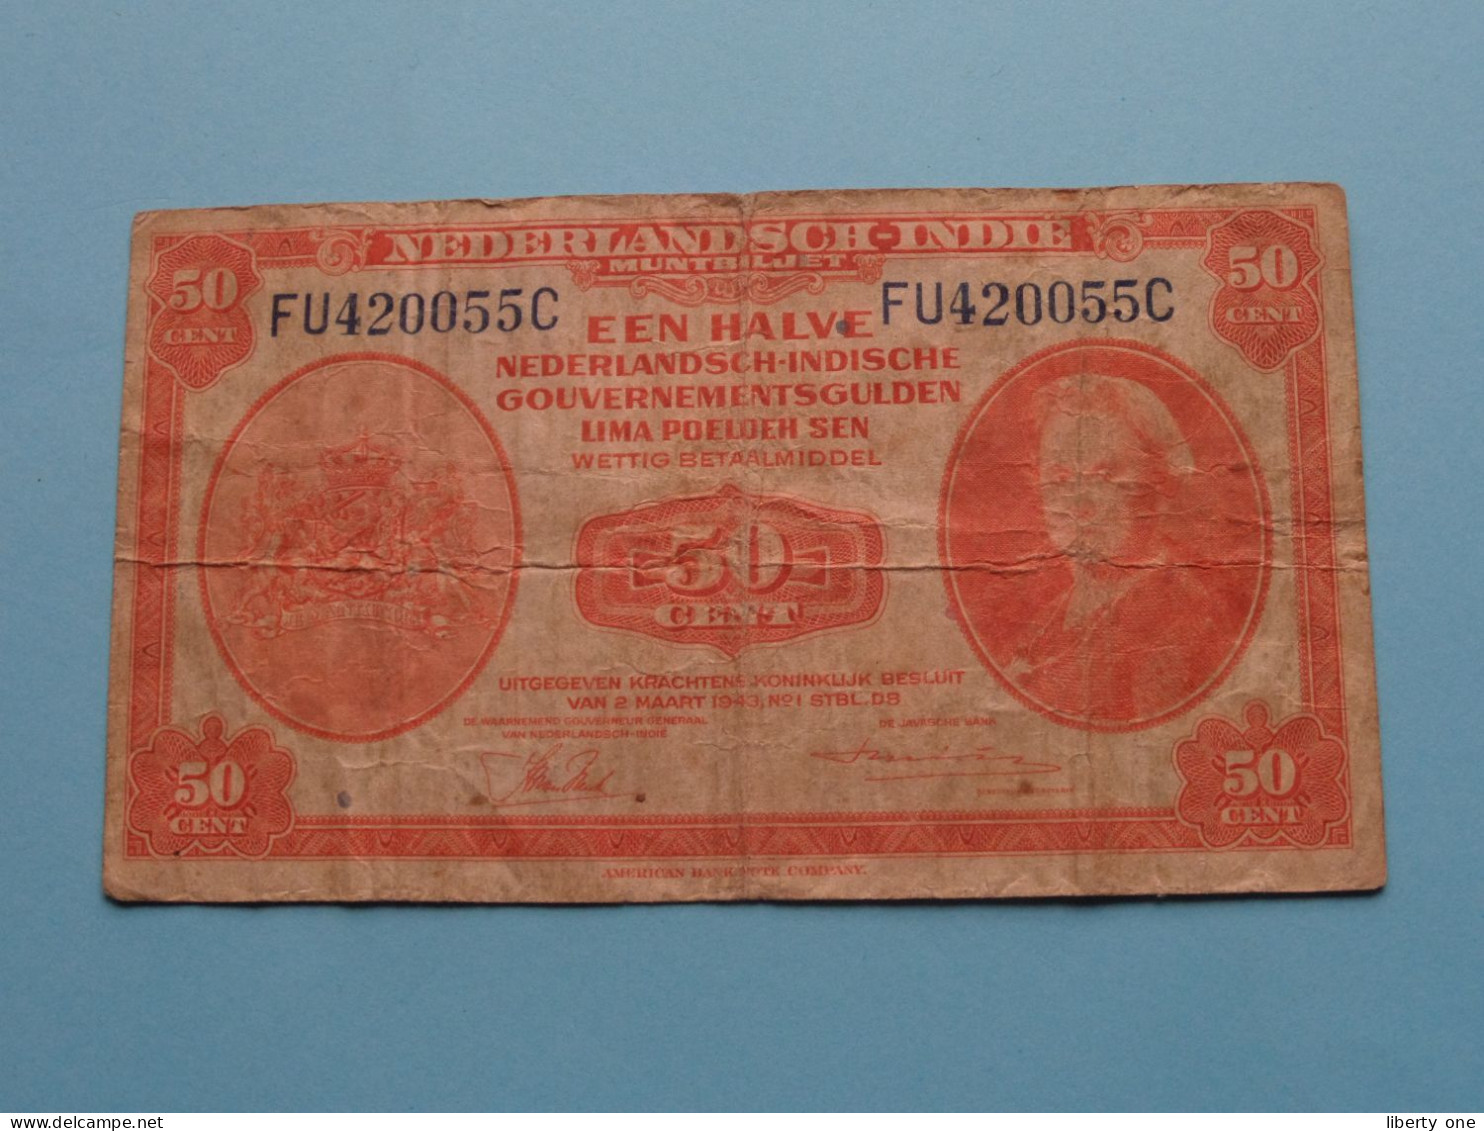 NEDERLANDSCH-INDIË
MUNTBILJET
50
CENT
50
CENT
FU420055C
FU420055C
EEN HALVE
NEDERLANDSCH-INDISCHE
GOUVERNEMENTSGULDEN
LIMA POELOEH SEN
WETTIG BETAALMIDDEL
50
CENT
UITGEGEVEN KRACHTENS KONINKLIJK BESLUIT
VAN 2 MAART 1943, No 1 STBL. D8
DE WAARNEMEND GOUVERNEUR-GENERAAL
VAN NEDERLANDSCH-INDIË
DE JAVASCHE BANK
50
CENT
50
CENT
AMERICAN BANK NOTE COMPANY.
www.delcampe.net
liberty one